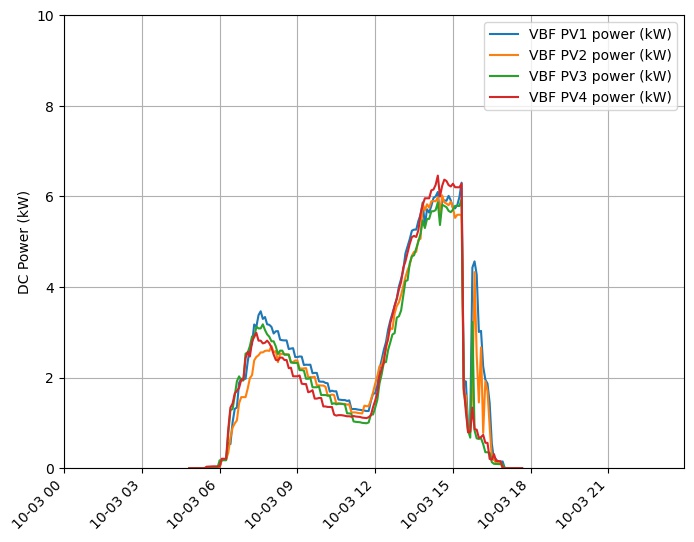 10
8
6
4
2
0
DC Power (kW)
VBF PV1 power (kW)
VBF PV2 power (kW)
VBF PV3 power (kW)
VBF PV4 power (kW)
10-03 00
10-03 03
10-03 06
10-03 09
10-03 12
10-03 15
10-03 18
10-03 21